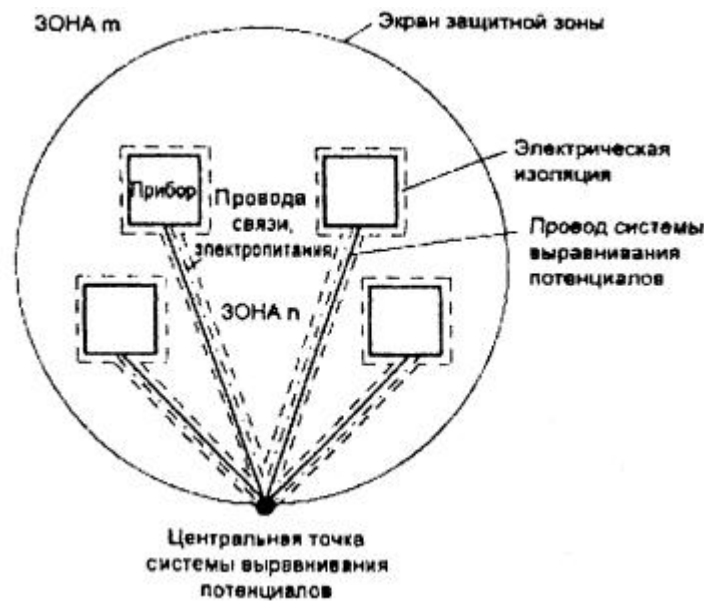 ЗОНА m
Экран защитной зоны
Электрическая
изоляция
Прибор
Провода
связи,
электропитания
Провод системы
выравнивания
потенциалов
ЗОНА n
Центральная точка
системы выравнивания
потенциалов